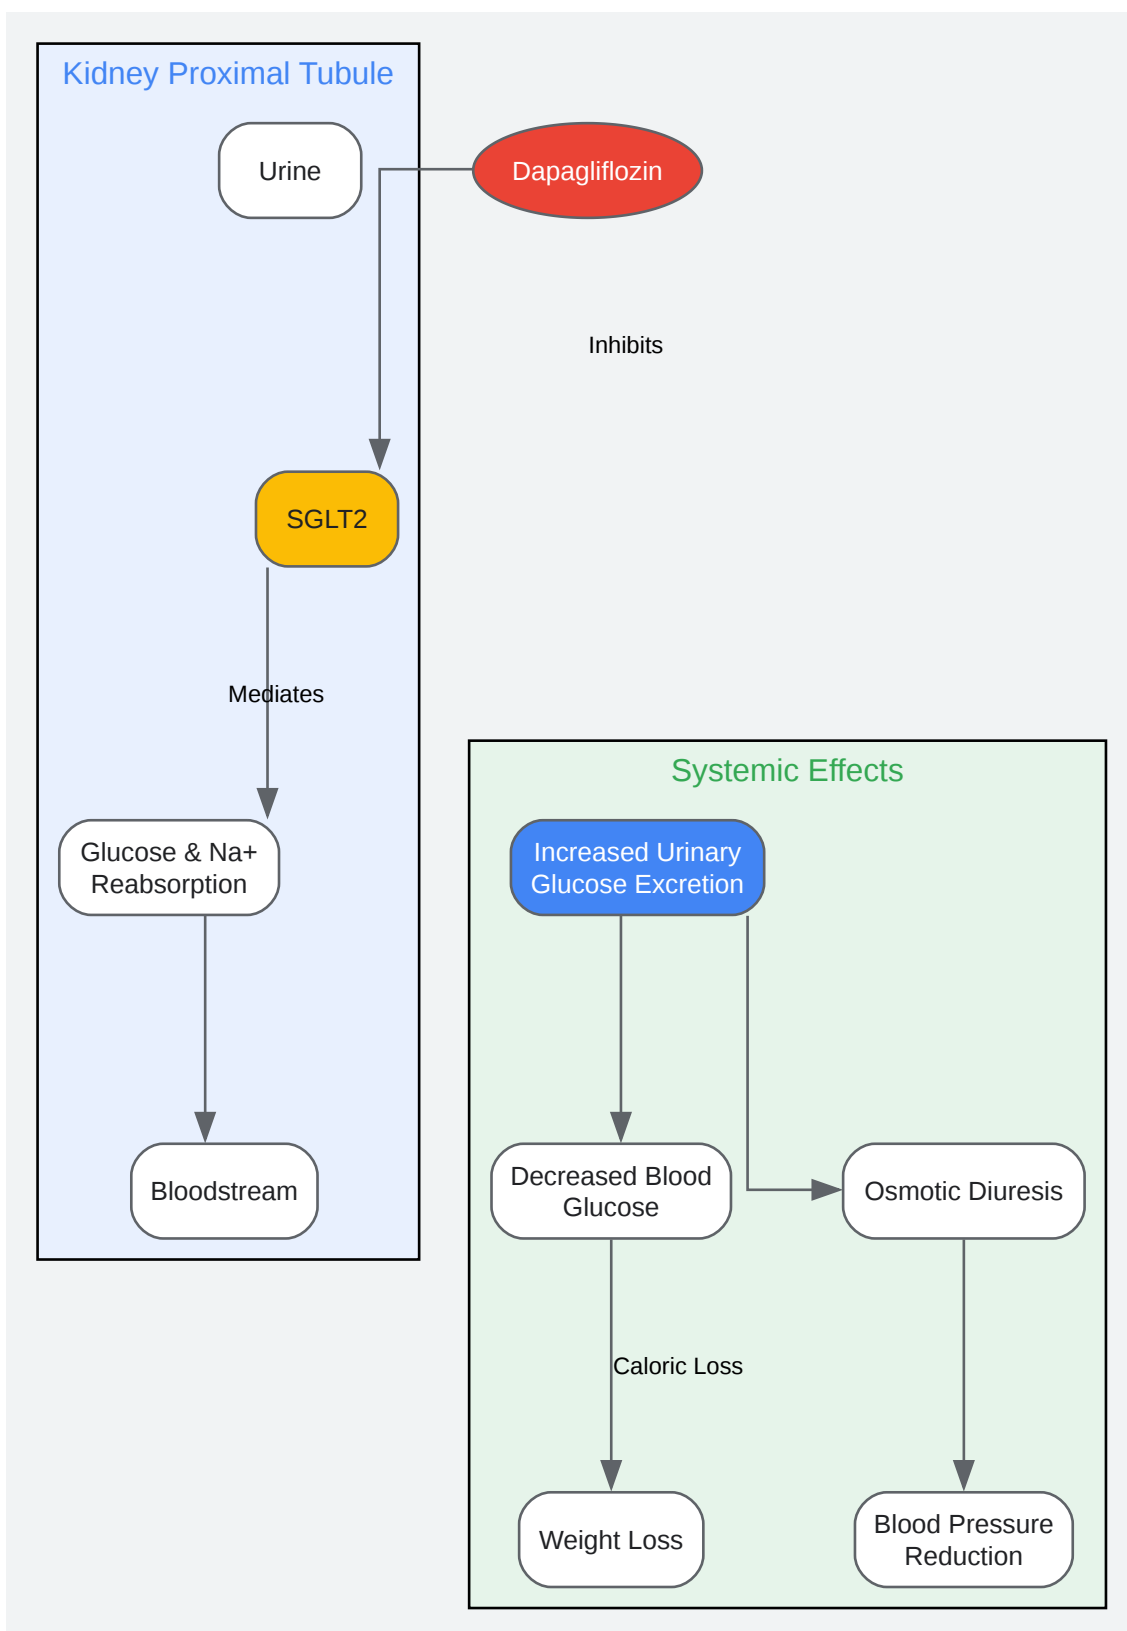 Kidney Proximal Tubule
Urine
Dapagliflozin
Inhibits
SGLT2
Mediates
Glucose & Na+
Reabsorption
Bloodstream
Systemic Effects
Increased Urinary
Glucose Excretion
Decreased Blood
Glucose
Osmotic Diuresis
Caloric Loss
Weight Loss
Blood Pressure
Reduction